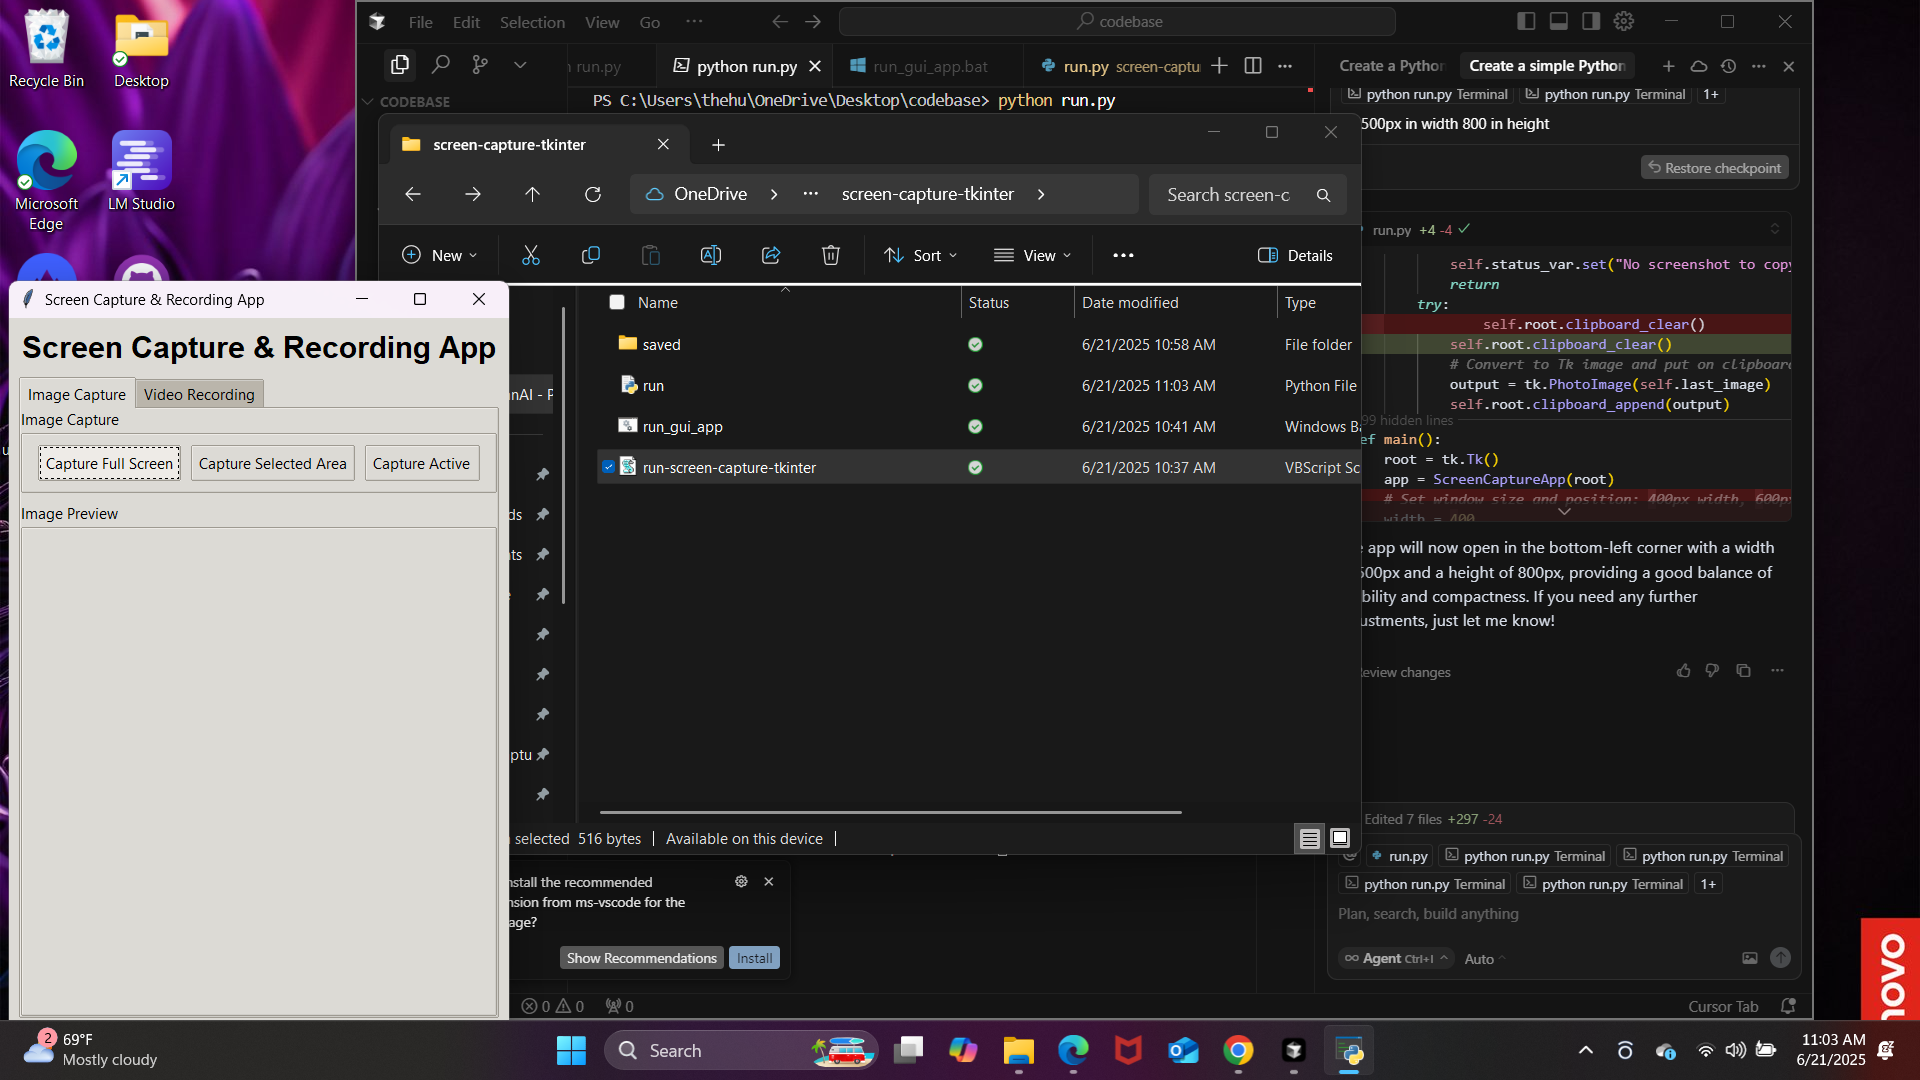 Recycle Bin
Desktop
Microsoft
Edge
LM Studio
File Edit Selection View Go
codebase
run.py
python run.py
run_gui_app.bat
run.py screen-captu
CODEBASE
PS C:\Users\thehu\OneDrive\Desktop\codebase> python run.py
Create a Python
Create a simple Python
python run.py Terminal
python run.py Terminal
1+
500px in width 800 in height
Restore checkpoint
run.py +4 -4
self.status_var.set("No screenshot to copy
return
try:
self.root.clipboard_clear()
self.root.clipboard_clear()
# Convert to Tk image and put on clipboard
output = tk.PhotoImage(self.last_image)
self.root.clipboard_append(output)
99 hidden lines
ef main():
root = tk.Tk()
app = ScreenCaptureApp(root)
# Set window size and position: 400px width, 600p
width = 400
app will now open in the bottom-left corner with a width
500px and a height of 800px, providing a good balance of
bility and compactness. If you need any further
ustments, just let me know!
eview changes
Edited 7 files +297 -24
run.py
python run.py Terminal
python run.py Terminal
python run.py Terminal
python run.py Terminal
1+
Plan, search, build anything
Agent Ctrl+I
Auto
Cursor Tab
screen-capture-tkinter
OneDrive
screen-capture-tkinter
Search screen-c
New
Sort
View
Details
Name Status Date modified Type
saved 6/21/2025 10:58 AM File folder
run 6/21/2025 11:03 AM Python File
run_gui_app 6/21/2025 10:41 AM Windows Ba
run-screen-capture-tkinter 6/21/2025 10:37 AM VBScript Sc
nAI - P
ds
ts
ptu
selected 516 bytes
Available on this device
nstall the recommended
nsion from ms-vscode for the
age?
Show Recommendations
Install
0 0 0
Screen Capture & Recording App
Screen Capture & Recording App
Image Capture
Video Recording
Image Capture
Capture Full Screen
Capture Selected Area
Capture Active
Image Preview
novo
2
69°F
Mostly cloudy
Search
11:03 AM
6/21/2025